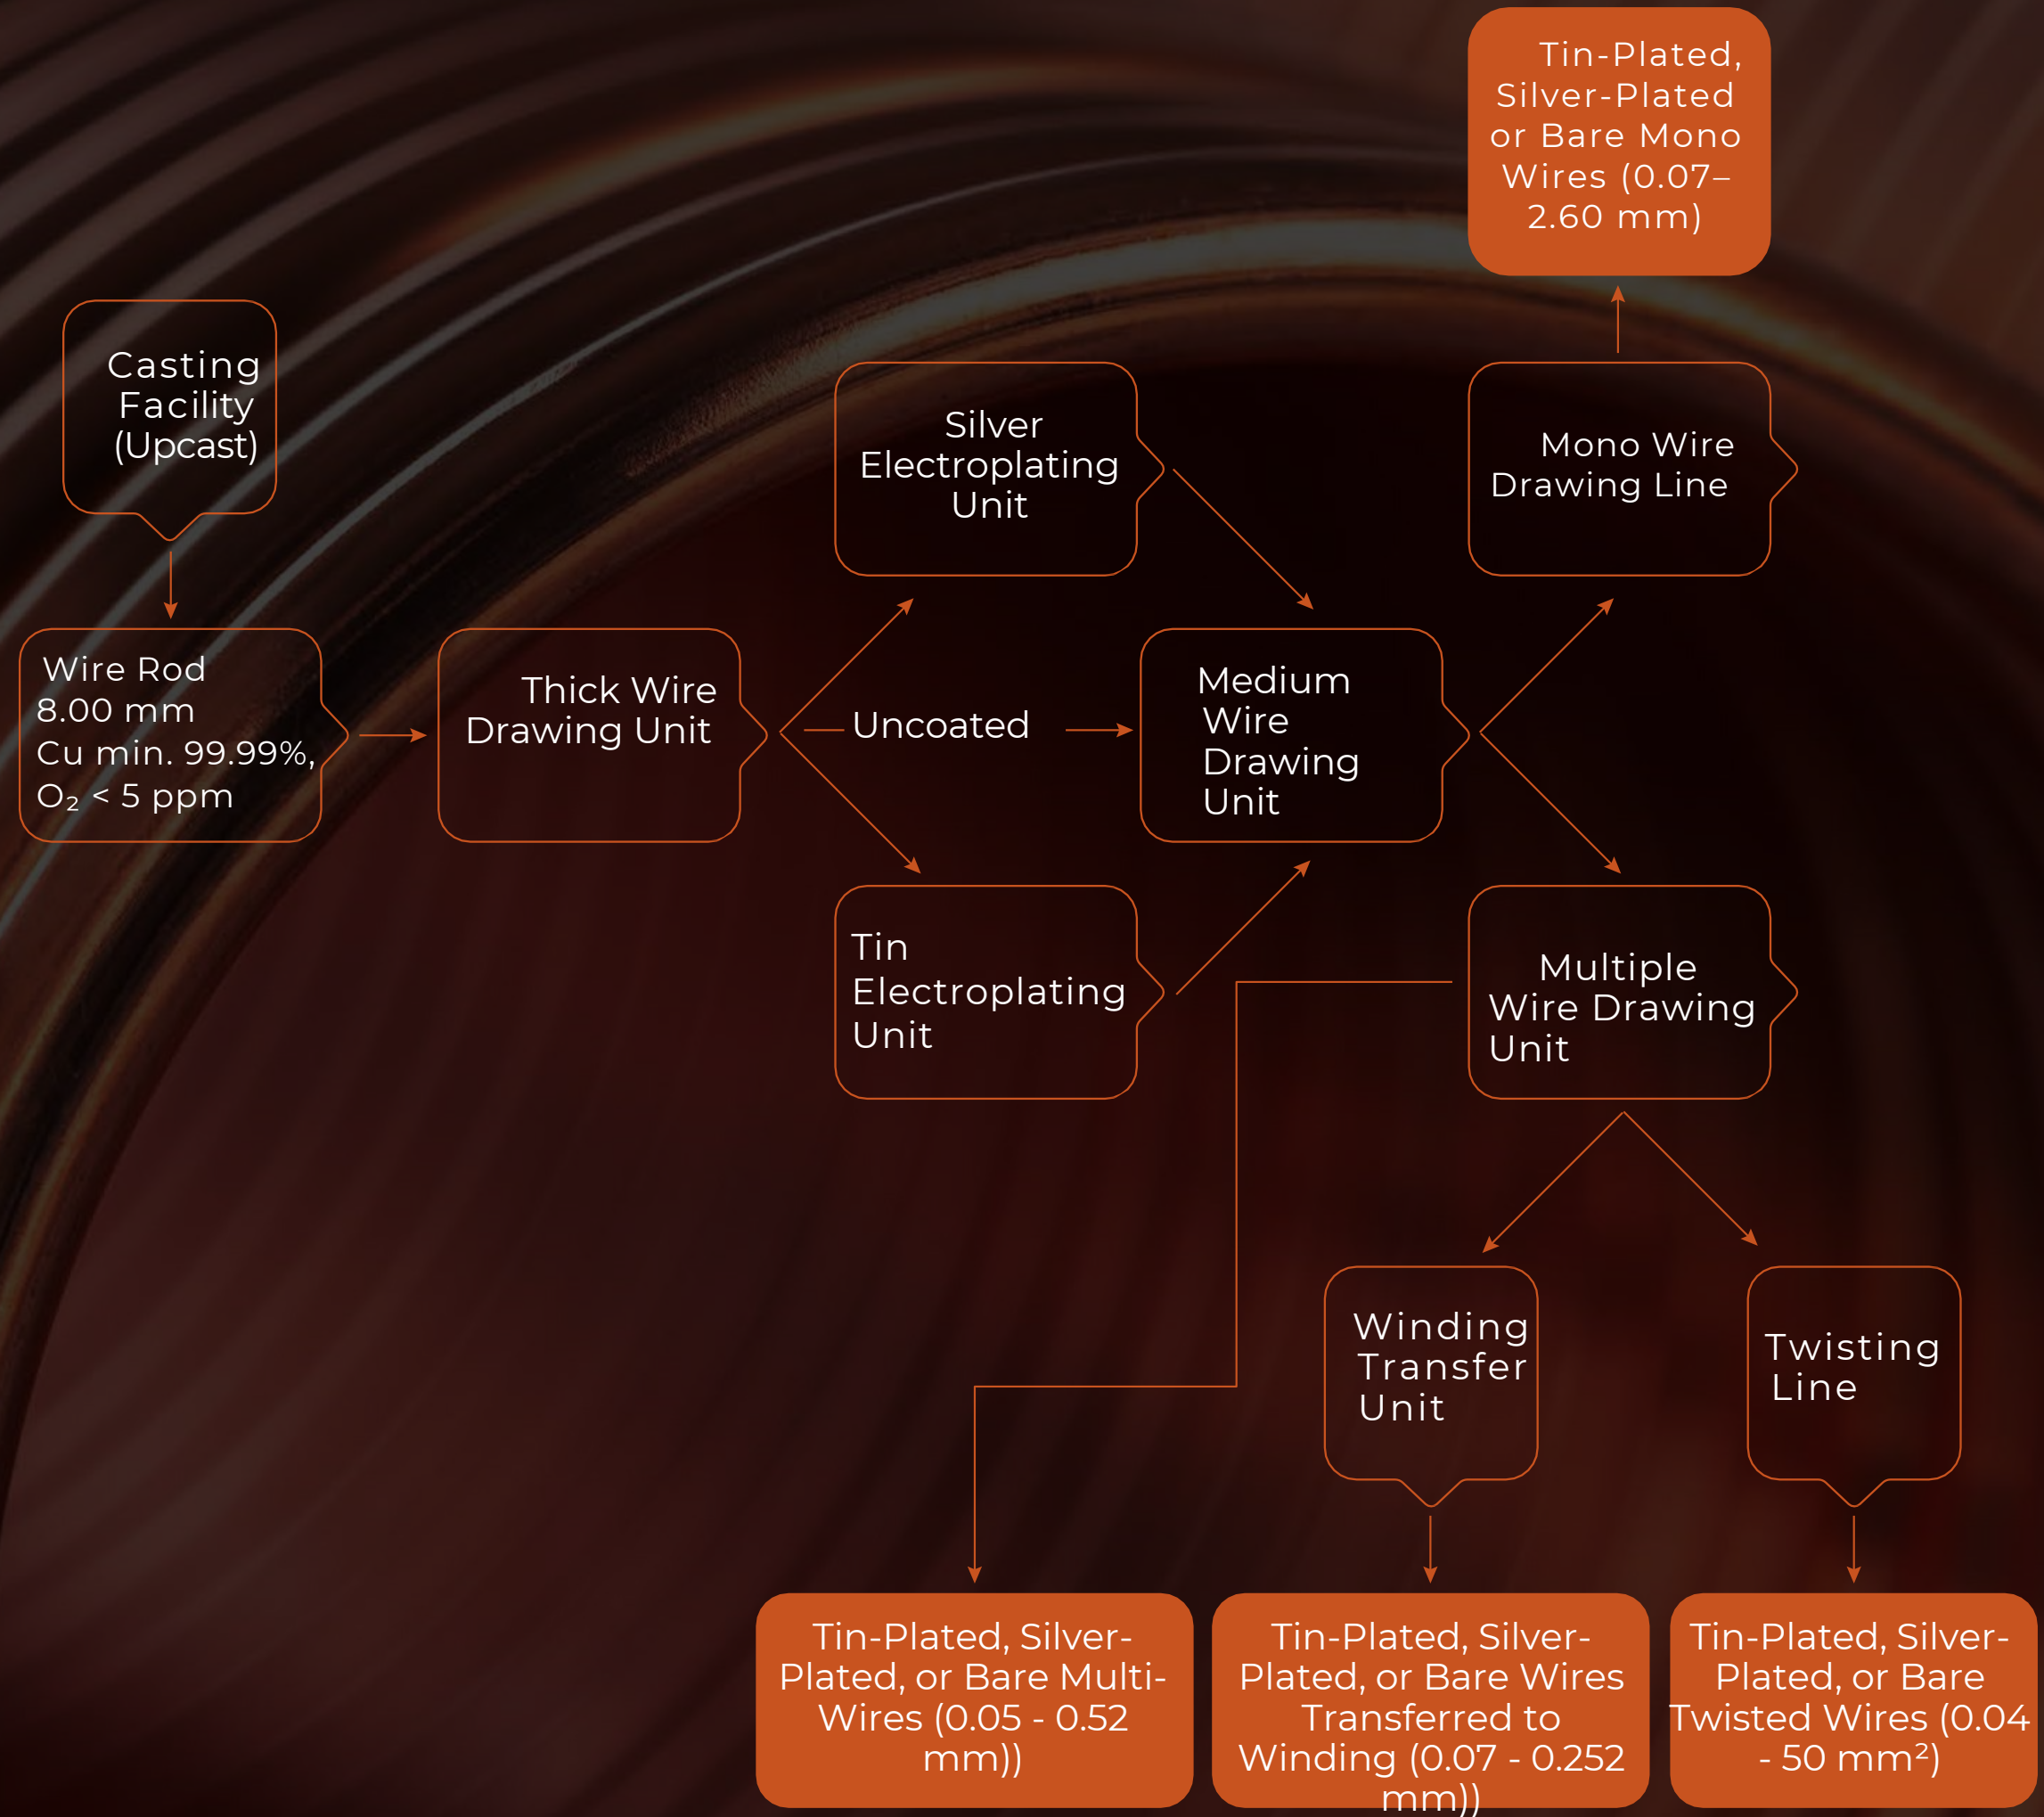 Tin-Plated,
Silver-Plated
or Bare Mono
Wires (0.07–
2.60 mm)
Casting
Facility
(Upcast)
Silver
Electroplating
Unit
Mono Wire
Drawing Line
Wire Rod
8.00 mm
Cu min. 99.99%,
O₂ < 5 ppm
Thick Wire
Drawing Unit
Uncoated
Medium
Wire
Drawing
Unit
Tin
Electroplating
Unit
Multiple
Wire Drawing
Unit
Winding
Transfer
Unit
Twisting
Line
Tin-Plated, Silver-
Plated, or Bare Multi-
Wires (0.05 - 0.52
mm))
Tin-Plated, Silver-
Plated, or Bare Wires
Transferred to
Winding (0.07 - 0.252
mm))
Tin-Plated, Silver-
Plated, or Bare
Twisted Wires (0.04
- 50 mm²)